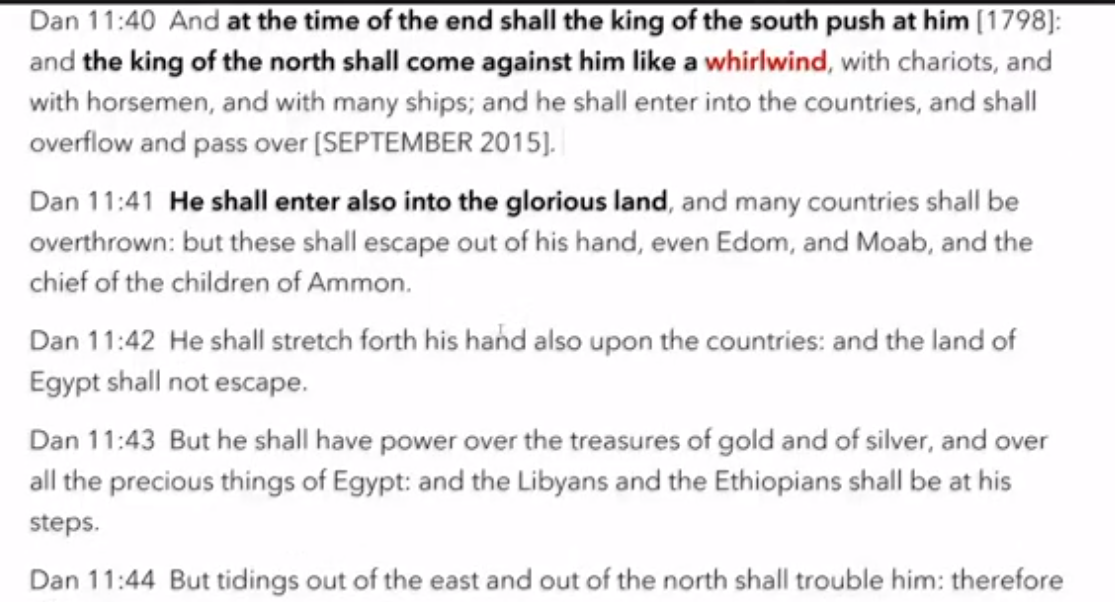 Dan 11:40 And at the time of the end shall the king of the south push at him [1798]:
and the king of the north shall come against him like a whirlwind, with chariots, and
with horsemen, and with many ships; and he shall enter into the countries, and shall
overflow and pass over [SEPTEMBER 2015].
Dan 11:41 He shall enter also into the glorious land, and many countries shall be
overthrown: but these shall escape out of his hand, even Edom, and Moab, and the
chief of the children of Ammon.
Dan 11:42 He shall stretch forth his hand also upon the countries: and the land of
Egypt shall not escape.
Dan 11:43 But he shall have power over the treasures of gold and of silver, and over
all the precious things of Egypt: and the Libyans and the Ethiopians shall be at his
steps.
Dan 11:44 But tidings out of the east and out of the north shall trouble him: therefore